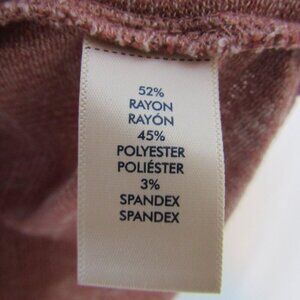 52%
RAYON
RAYÓN
45%
POLYESTER
POLIÉSTER
3%
SPANDEX
SPANDEX